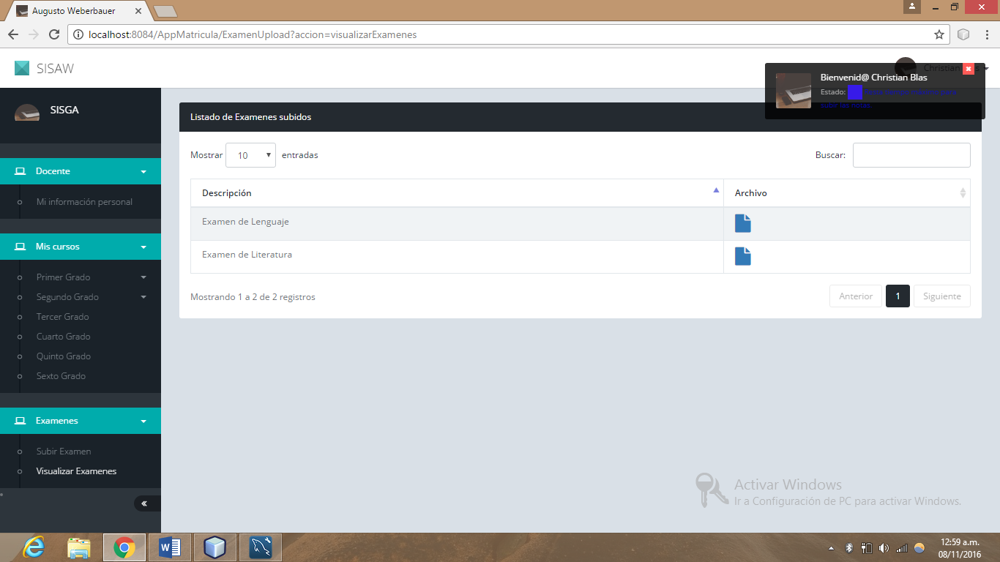 Augusto Weberbauer
localhost:8084/AppMatricula/ExamenUpload?accion=visualizarExamenes
SISAW
Christian
Bienvenid@ Christian Blas
Estado: tiempo máximo para
subir las notas.
SISGA
Listado de Examenes subidos
Docente
Mostrar 10 entradas
Buscar:
Mi información personal
Descripción Archivo
Examen de Lenguaje
Mis cursos
Examen de Literatura
Primer Grado
Segundo Grado
Mostrando 1 a 2 de 2 registros
Anterior 1 Siguiente
Tercer Grado
Cuarto Grado
Quinto Grado
Sexto Grado
Examenes
Subir Examen
Visualizar Examenes
Activar Windows
Ir a Configuración de PC para activar Windows.
12:59 a.m.
08/11/2016